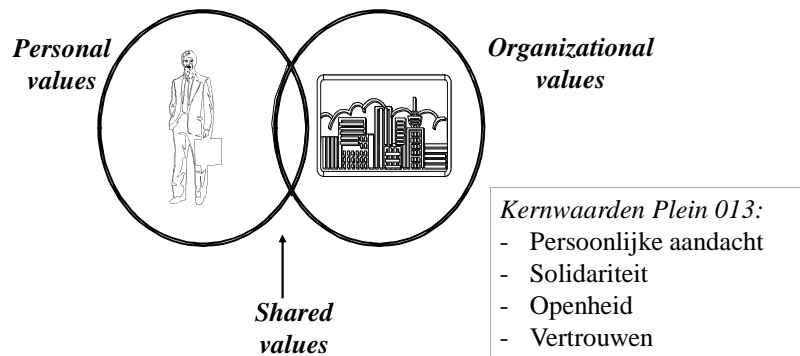 Personal
values
Organizational
values
Shared
values
Kernwaarden Plein 013:
- Persoonlijke aandacht
- Solidariteit
- Openheid
- Vertrouwen